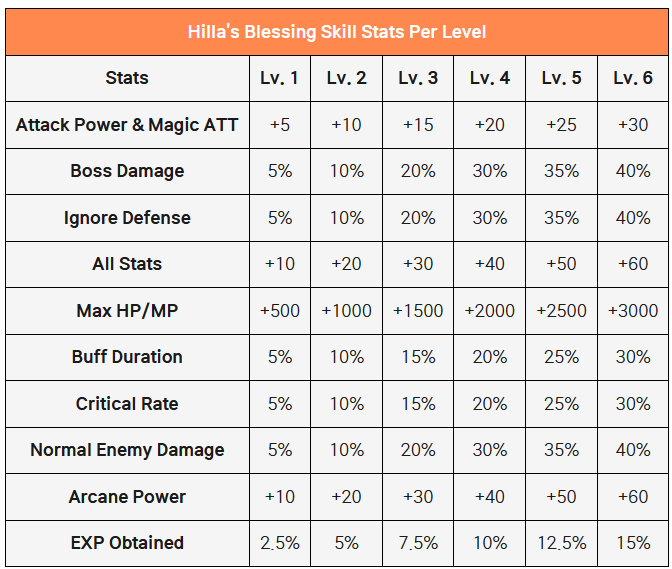 Hilla's Blessing Skill Stats Per Level
Stats Lv. 1 Lv. 2 Lv. 3 Lv. 4 Lv. 5 Lv. 6
Attack Power & Magic ATT +5 +10 +15 +20 +25 +30
Boss Damage 5% 10% 20% 30% 35% 40%
Ignore Defense 5% 10% 20% 30% 35% 40%
All Stats +10 +20 +30 +40 +50 +60
Max HP/MP +500 +1000 +1500 +2000 +2500 +3000
Buff Duration 5% 10% 15% 20% 25% 30%
Critical Rate 5% 10% 15% 20% 25% 30%
Normal Enemy Damage 5% 10% 20% 30% 35% 40%
Arcane Power +10 +20 +30 +40 +50 +60
EXP Obtained 2.5% 5% 7.5% 10% 12.5% 15%